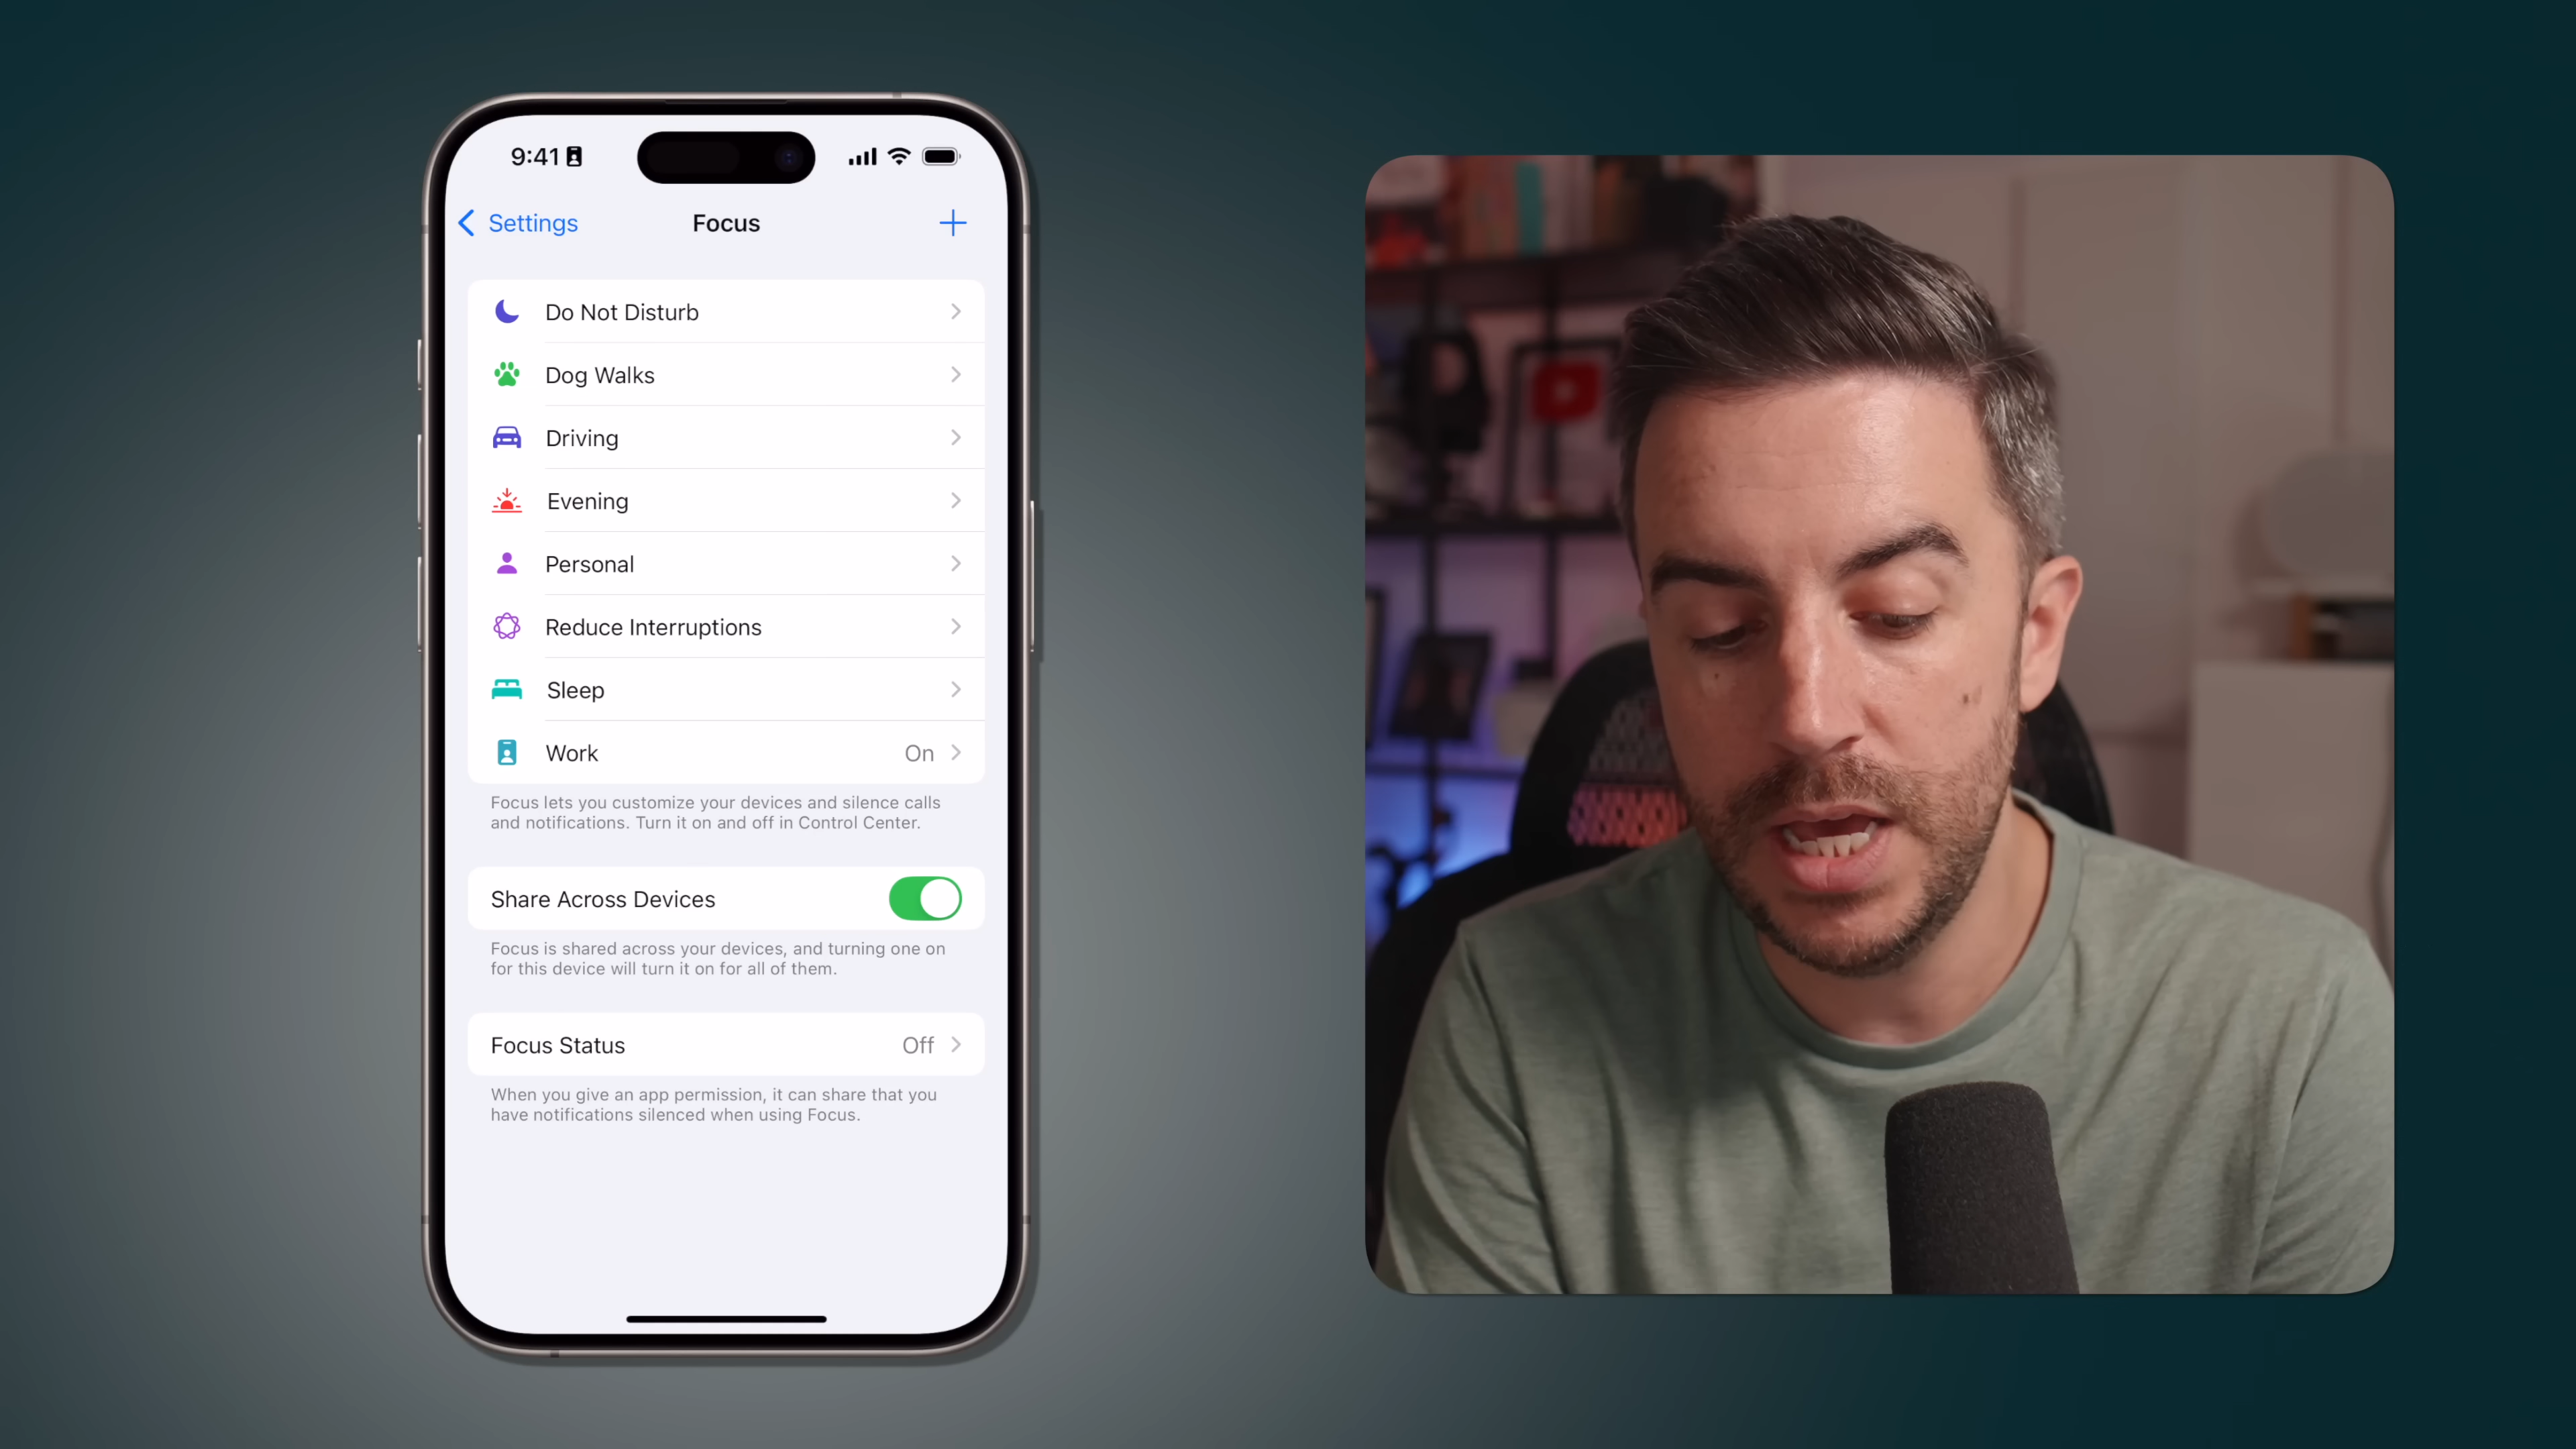 9:41
Settings
Focus
Do Not Disturb
Dog Walks
Driving
Evening
Personal
Reduce Interruptions
Sleep
Work On
Focus lets you customize your devices and silence calls
and notifications. Turn it on and off in Control Center.
Share Across Devices
Focus is shared across your devices, and turning one on
for this device will turn it on for all of them.
Focus Status Off
When you give an app permission, it can share that you
have notifications silenced when using Focus.